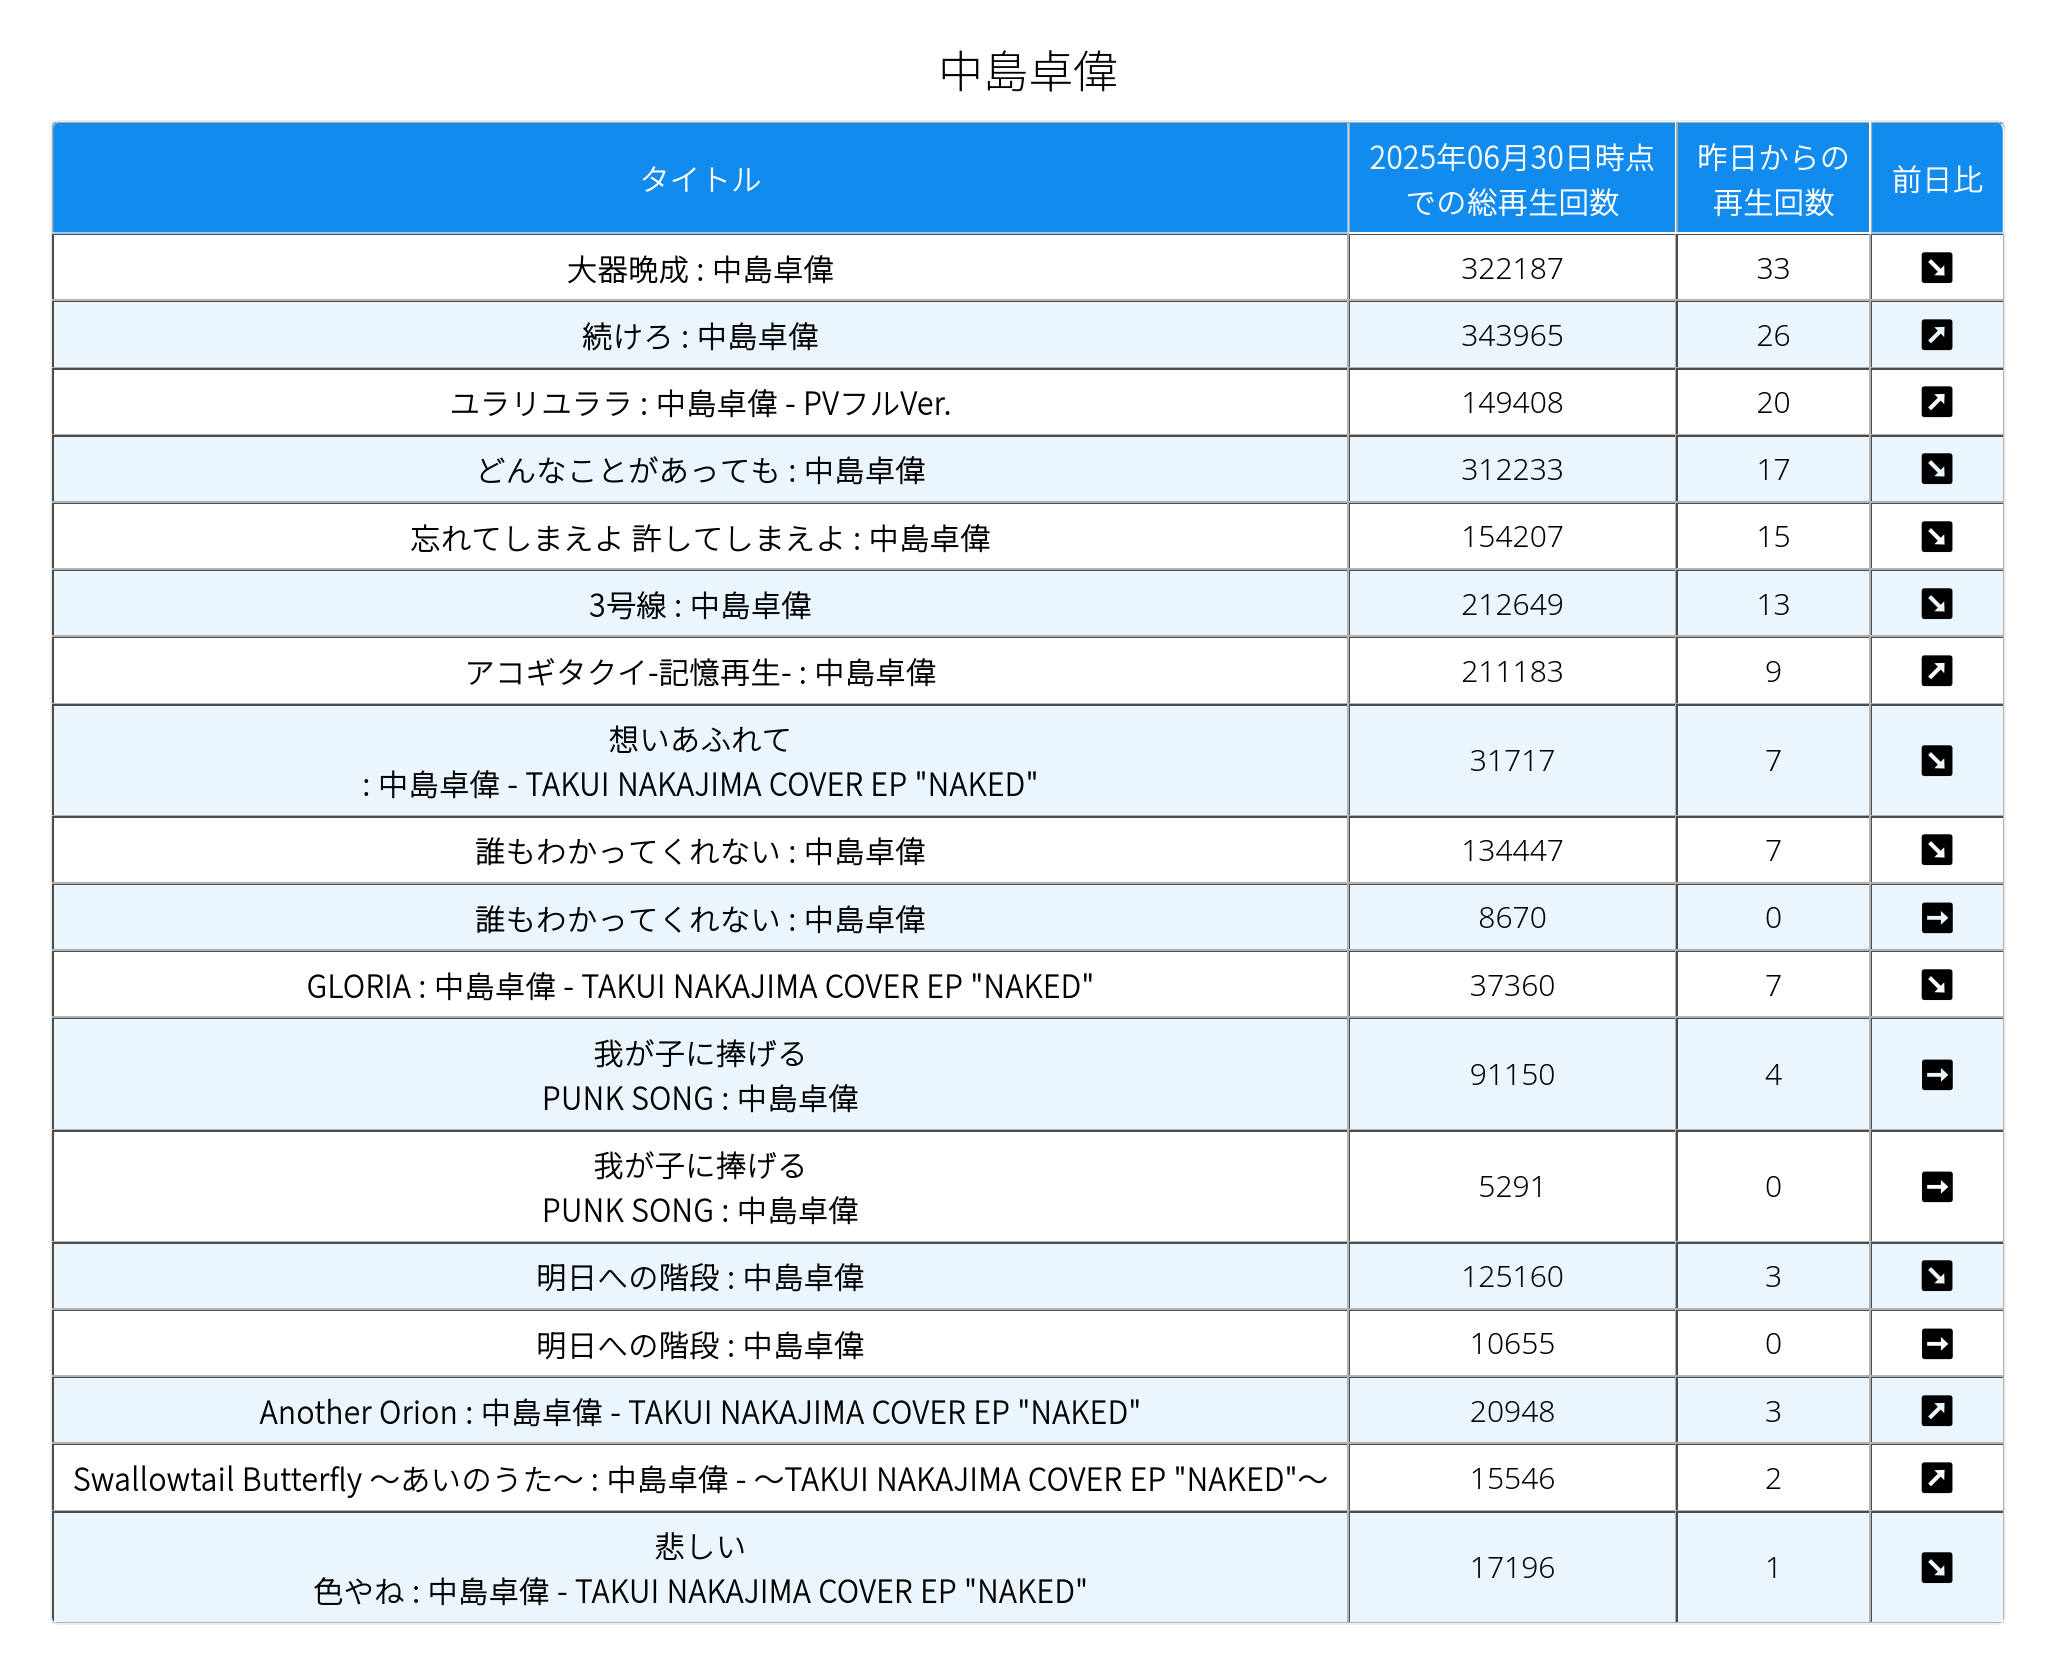 中島卓偉
タイトル
2025年06月30日時点
での総再生回数
昨日からの
再生回数
前日比
大器晩成 : 中島卓偉 322187 33 ↘
続けろ : 中島卓偉 343965 26 ↗
ユラリユララ : 中島卓偉 - PVフルVer. 149408 20 ↗
どんなことがあっても : 中島卓偉 312233 17 ↘
忘れてしまえよ 許してしまえよ : 中島卓偉 154207 15 ↘
3号線 : 中島卓偉 212649 13 ↘
アコギタクイ-記憶再生- : 中島卓偉 211183 9 ↗
想いあふれて
: 中島卓偉 - TAKUI NAKAJIMA COVER EP "NAKED" 31717 7 ↘
誰もわかってくれない : 中島卓偉 134447 7 ↘
誰もわかってくれない : 中島卓偉 8670 0 →
GLORIA : 中島卓偉 - TAKUI NAKAJIMA COVER EP "NAKED" 37360 7 ↘
我が子に捧げる
PUNK SONG : 中島卓偉 91150 4 →
我が子に捧げる
PUNK SONG : 中島卓偉 5291 0 →
明日への階段 : 中島卓偉 125160 3 ↘
明日への階段 : 中島卓偉 10655 0 →
Another Orion : 中島卓偉 - TAKUI NAKAJIMA COVER EP "NAKED" 20948 3 ↗
Swallowtail Butterfly 〜あいのうた〜 : 中島卓偉 - 〜TAKUI NAKAJIMA COVER EP "NAKED"〜 15546 2 ↗
悲しい
色やね : 中島卓偉 - TAKUI NAKAJIMA COVER EP "NAKED" 17196 1 ↘